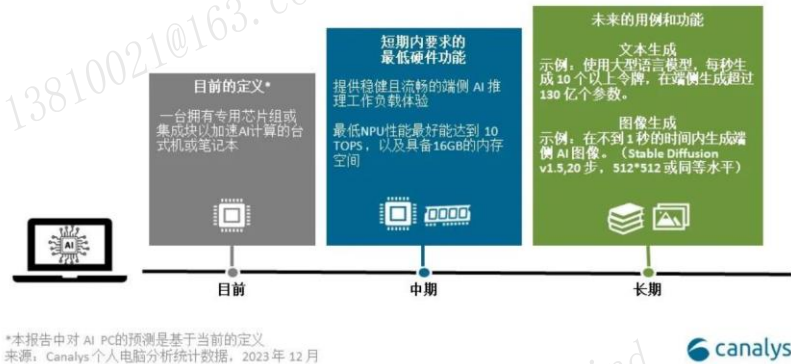 目前的定义*
一台拥有专用芯片组或
集成块以加速AI计算的台
式机或笔记本
短期内要求的
最低硬件功能
提供稳健且流畅的端侧 AI 推
理工作负载体验
最低NPU性能最好能达到 10
TOPS ，以及具备16GB的内存
空间
未来的用例和功能
文本生成
示例：使用大型语言模型，每秒生
成 10 个以上令牌，在端侧生成超过
130 亿个参数。
图像生成
示例：在不到 1 秒的时间内生成端
侧 AI 图像。（Stable Diffusion
v1.5,20 步，512*512 或同等水平）
AI
目前
中期
长期
*本报告中对 AI PC的预测是基于当前的定义
来源，Canalys 个人电脑分析统计数据，2023 年 12 月
canalys
13810021@163.